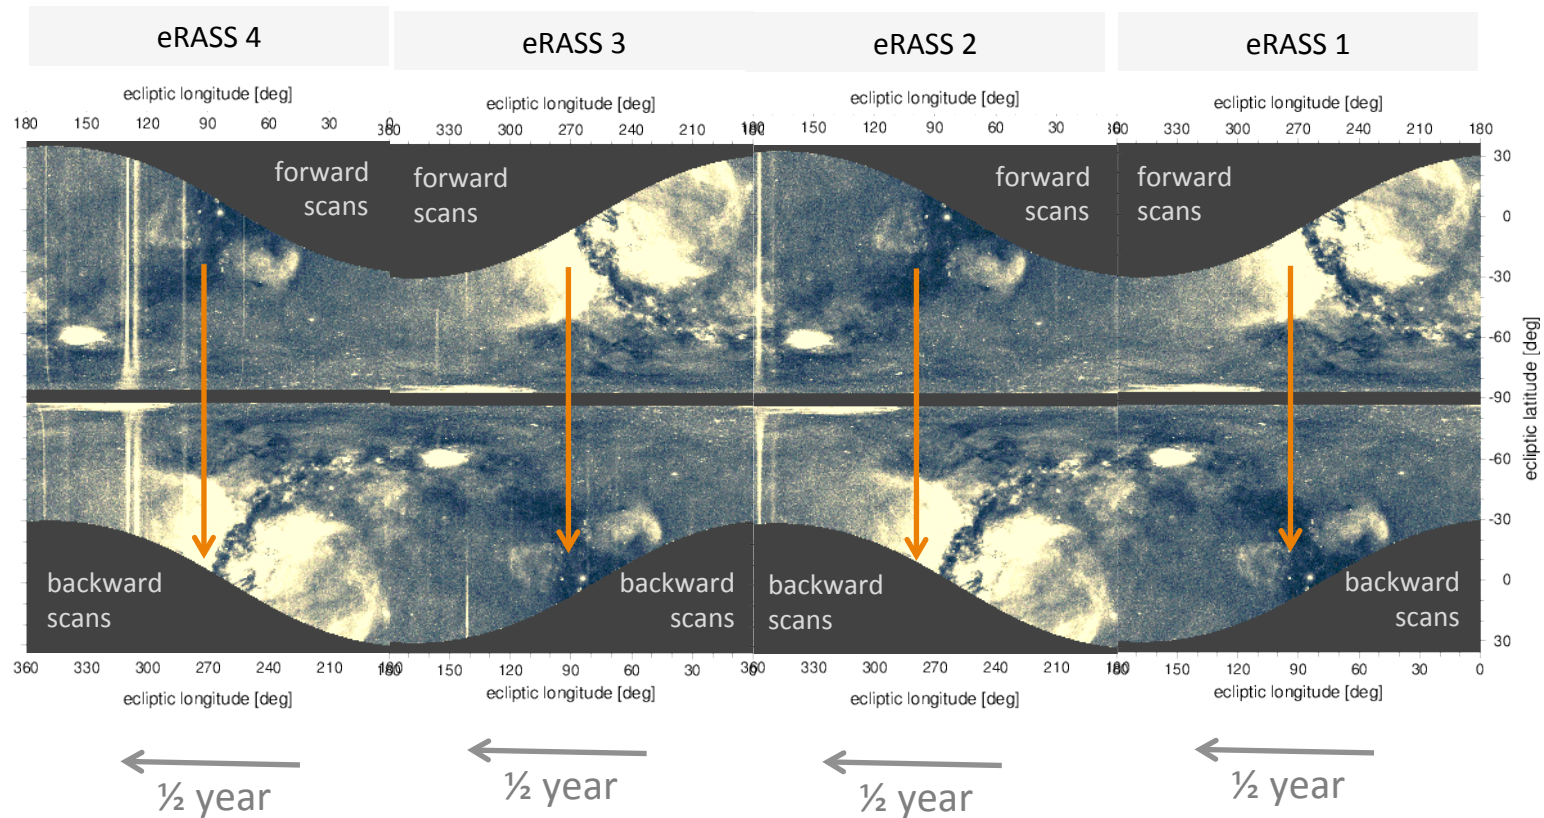 eRASS 4
eRASS 3
eRASS 2
eRASS 1
ecliptic longitude [deg]
ecliptic longitude [deg]
ecliptic longitude [deg]
ecliptic longitude [deg]
180 150 120 90 60 30 0
360 330 300 270 240 210 180
180 150 120 90 60 30 0
360 330 300 270 240 210 180
forward
scans
forward
scans
forward
scans
forward
scans
30
0
-30
-60
-90
-60
-30
0
30
ecliptic latitude [deg]
backward
scans
backward
scans
backward
scans
backward
scans
360 330 300 270 240 210 180
180 150 120 90 60 30 0
360 330 300 270 240 210 180
180 150 120 90 60 30 0
ecliptic longitude [deg]
ecliptic longitude [deg]
ecliptic longitude [deg]
ecliptic longitude [deg]
½ year
½ year
½ year
½ year